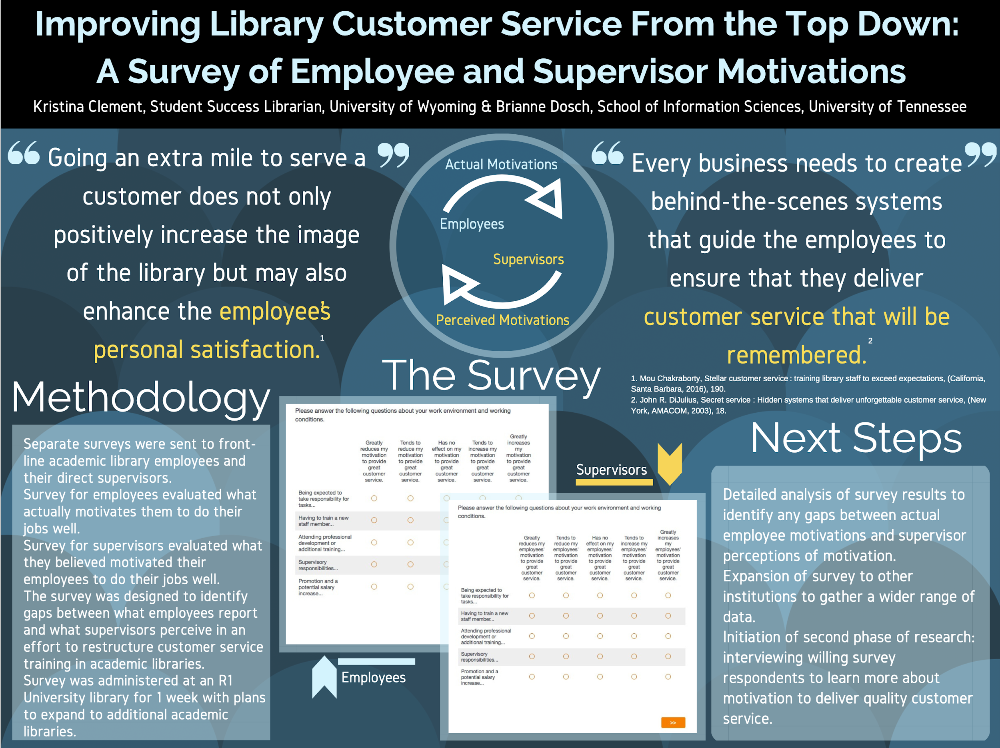 Improving Library Customer Service From the Top Down:
A Survey of Employee and Supervisor Motivations
Kristina Clement, Student Success Librarian, University of Wyoming & Brianne Dosch, School of Information Sciences, University of Tennessee
“ Going an extra mile to serve a ”
customer does not only
positively increase the image
of the library but may also
enhance the employee's
personal satisfaction.1
Actual Motivations
Employees
Supervisors
Perceived Motivations
“ Every business needs to create ”
behind-the-scenes systems
that guide the employees to
ensure that they deliver
customer service that will be
remembered.2
1. Mou Chakraborty, Stellar customer service : training library staff to exceed expectations, (California,
Santa Barbara, 2016), 190.
2. John R. DiJulius, Secret service : Hidden systems that deliver unforgettable customer service, (New
York, AMACOM, 2003), 18.
Methodology
Separate surveys were sent to front-
line academic library employees and
their direct supervisors.
Survey for employees evaluated what
actually motivates them to do their
jobs well.
Survey for supervisors evaluated what
they believed motivated their
employees to do their jobs well.
The survey was designed to identify
gaps between what employees report
and what supervisors perceive in an
effort to restructure customer service
training in academic libraries.
Survey was administered at an R1
University library for 1 week with plans
to expand to additional academic
libraries.
The Survey
Please answer the following questions about your work environment and working
conditions.
Greatly
reduces my
motivation
to provide
great
customer
service.
Tends to
reduce my
motivation
to provide
great
customer
service.
Has no
effect on my
motivation
to provide
great
customer
service.
Tends to
increase my
motivation
to provide
great
customer
service.
Greatly
increases
my
motivation
to provide
great
customer
service.
Being expected to
take responsibility for
tasks...
Having to train a new
staff member...
Attending professional
development or
additional training...
Supervisory
responsibilities...
Promotion and a
potential salary
increase...
Employees
Supervisors
Please answer the following questions about your work environment and working
conditions.
Greatly
reduces my
employees'
motivation
to provide
great
customer
service.
Tends to
reduce my
employees'
motivation
to provide
great
customer
service.
Has no
effect on my
employees'
motivation
to provide
great
customer
service.
Tends to
increase my
employees'
motivation
to provide
great
customer
service.
Greatly
increases
my
employees'
motivation
to provide
great
customer
service.
Being expected to
take responsibility for
tasks...
Having to train a new
staff member...
Attending professional
development or
additional training...
Supervisory
responsibilities...
Promotion and a
potential salary
increase...
>>
Next Steps
Detailed analysis of survey results to
identify any gaps between actual
employee motivations and supervisor
perceptions of motivation.
Expansion of survey to other
institutions to gather a wider range of
data.
Initiation of second phase of research:
interviewing willing survey
respondents to learn more about
motivation to deliver quality customer
service.